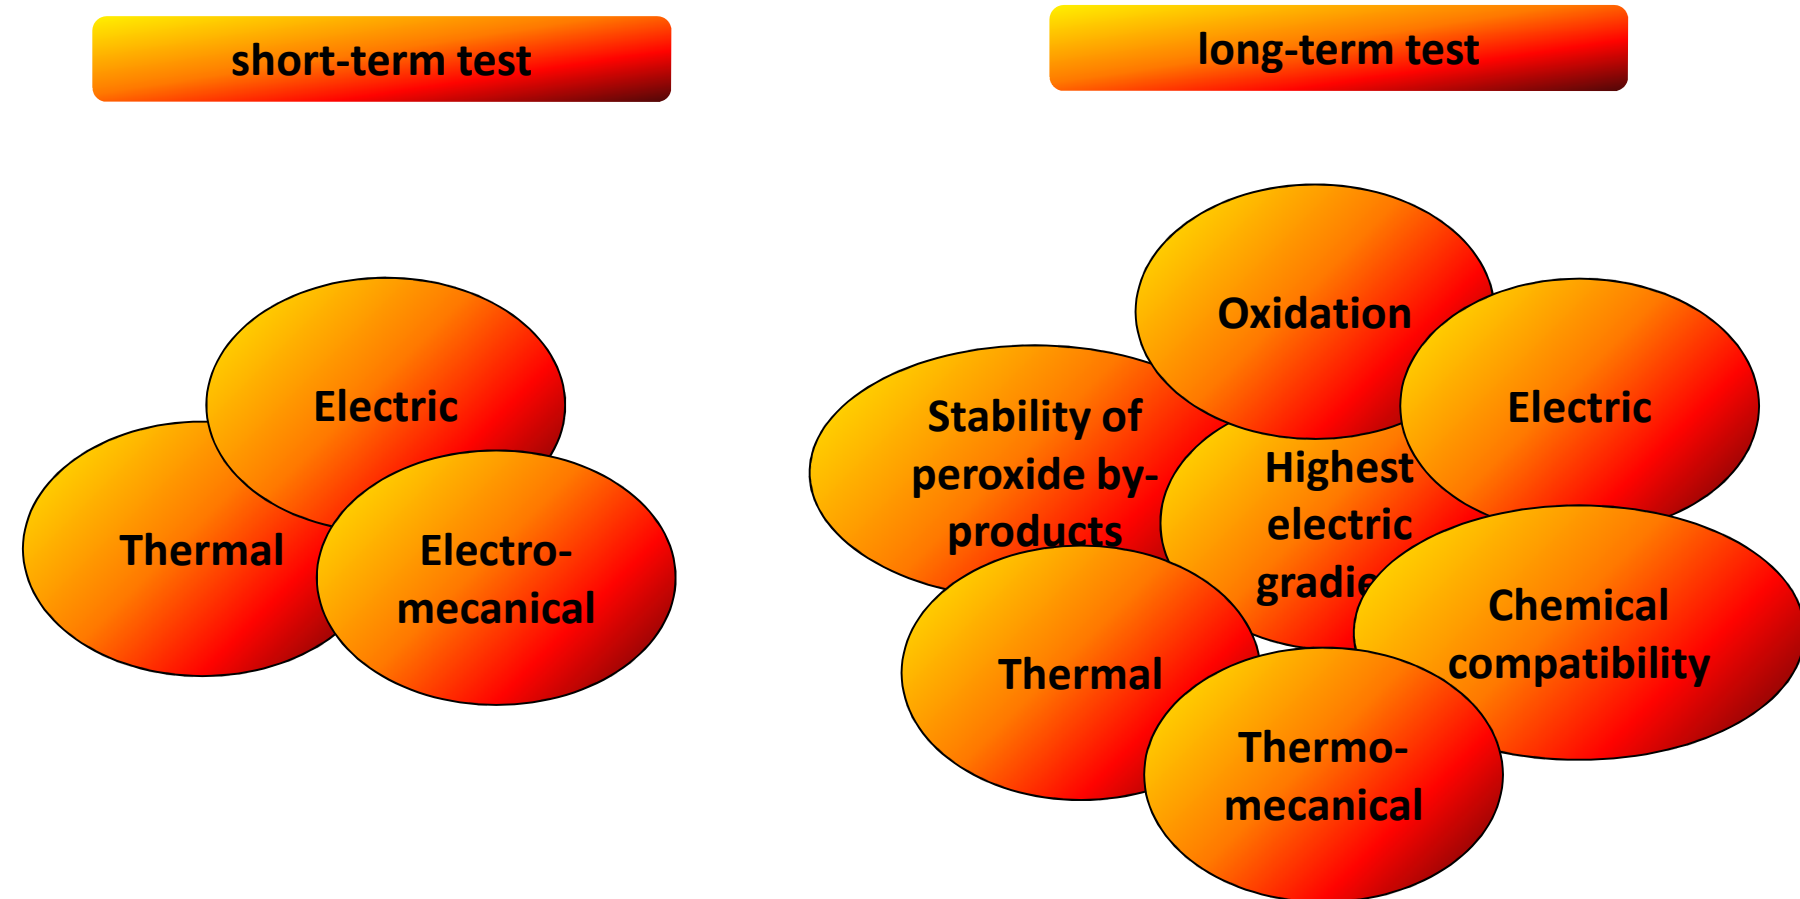 short-term test
long-term test
Electric
Thermal
Electro-
mecanical
Oxidation
Electric
Stability of
peroxide by-
products
Highest
electric
Chemical
compatibility
Thermal
Thermo-
mecanical